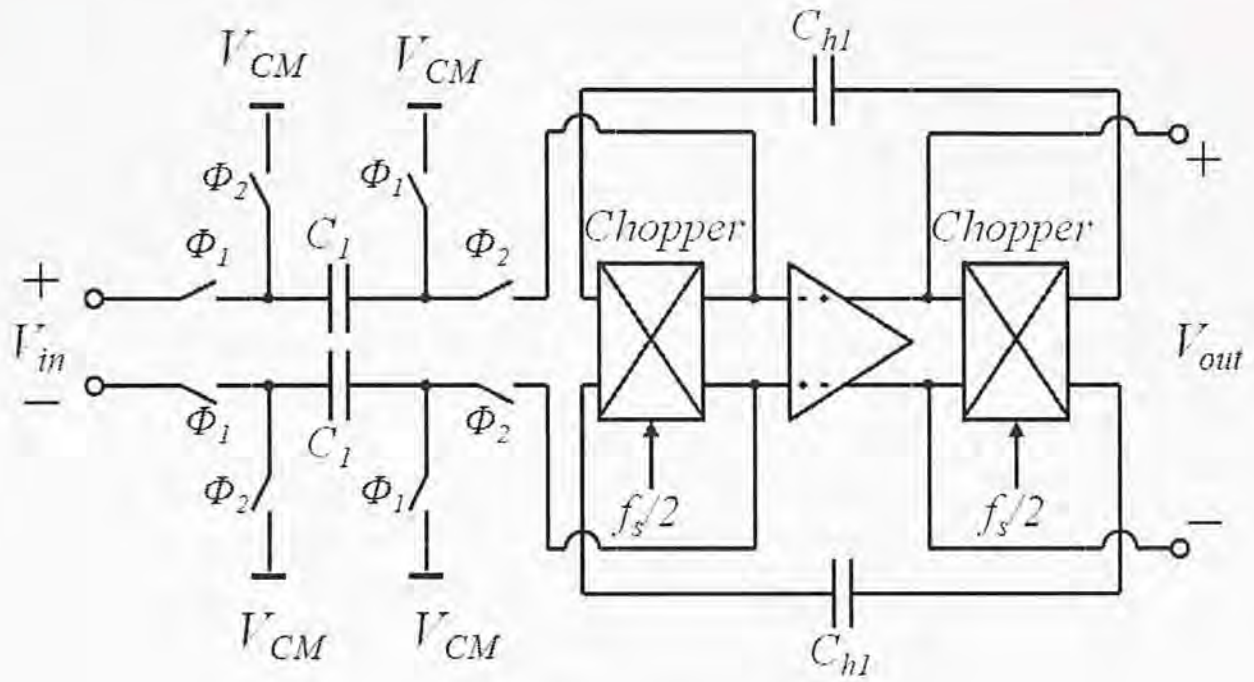 V_CM V_CM C_h1
Φ_2 Φ_1
+
Φ_1 C_1 Φ_2 Chopper Chopper
+
V_in V_out
−
Φ_1 C_1 Φ_2
Φ_2 Φ_1 f_s/2 f_s/2
−
V_CM V_CM C_h1